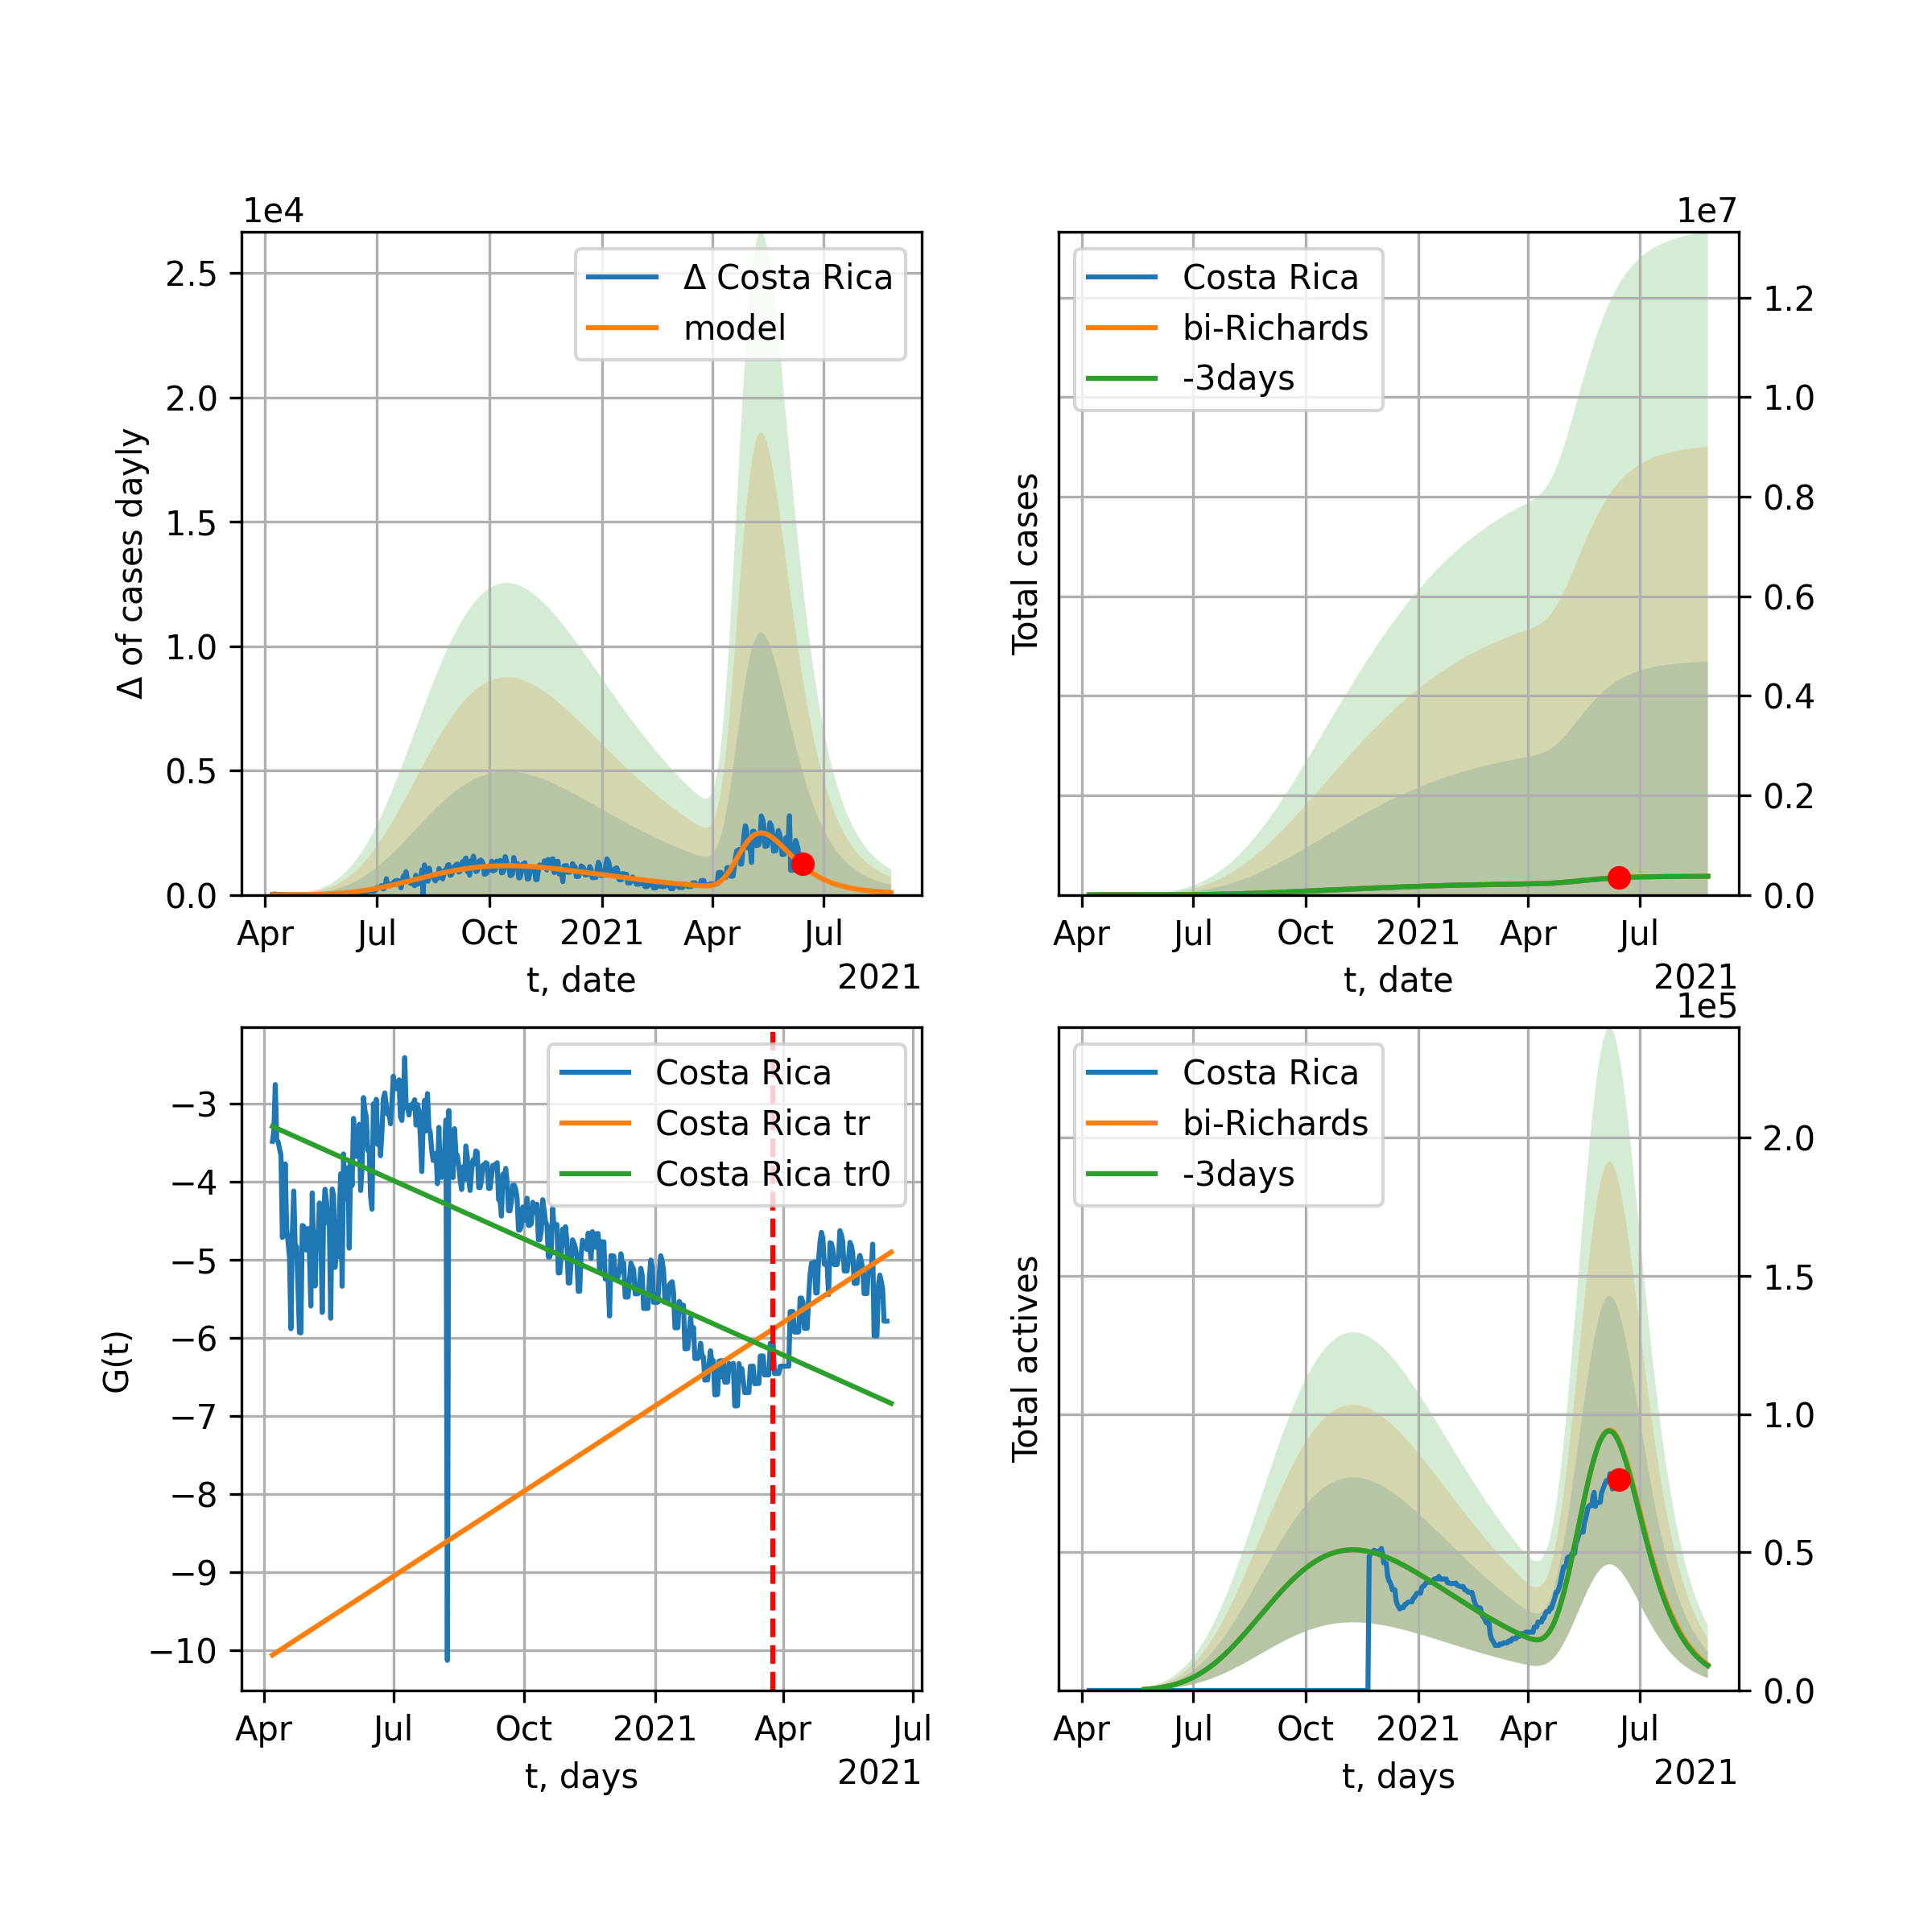 1e4
2.5
2.0
1.5
1.0
0.5
0.0
Δ of cases dayly
Δ Costa Rica
model
Apr Jul Oct 2021 Apr Jul
t, date
2021
1e7
1.2
1.0
0.8
0.6
0.4
0.2
0.0
Total cases
Costa Rica
bi-Richards
-3days
Apr Jul Oct 2021 Apr Jul
t, date
2021
−3
−4
−5
−6
−7
−8
−9
−10
G(t)
Costa Rica
Costa Rica tr
Costa Rica tr0
Apr Jul Oct 2021 Apr Jul
t, days
2021
1e5
2.0
1.5
1.0
0.5
0.0
Total actives
Costa Rica
bi-Richards
-3days
Apr Jul Oct 2021 Apr Jul
t, days
2021